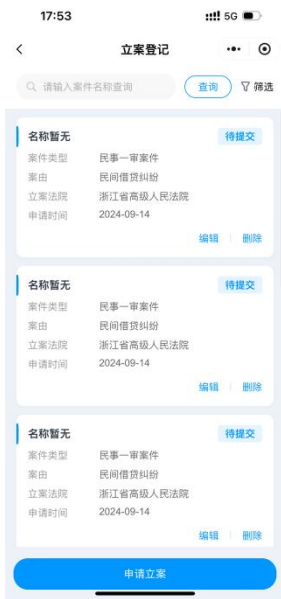 17:53 5G
立案登记
请输入案件名称查询 查询 筛选
名称暂无 待提交
案件类型 民事一审案件
案由 民间借贷纠纷
立案法院 浙江省高级人民法院
申请时间 2024-09-14
编辑 删除
名称暂无 待提交
案件类型 民事一审案件
案由 民间借贷纠纷
立案法院 浙江省高级人民法院
申请时间 2024-09-14
编辑 删除
名称暂无 待提交
案件类型 民事一审案件
案由 民间借贷纠纷
立案法院 浙江省高级人民法院
申请时间 2024-09-14
编辑 删除
申请立案